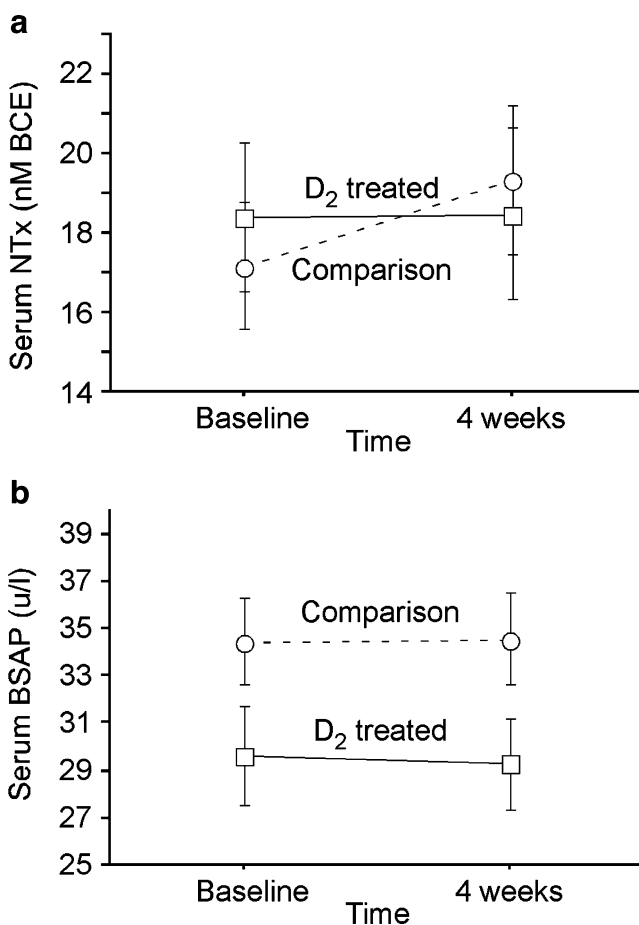 a
Serum NTx (nM BCE)
22
20
18
16
14
D₂ treated
Comparison
Baseline
4 weeks
Time
b
Serum BSAP (u/l)
39
37
35
33
31
29
27
25
Comparison
D₂ treated
Baseline
4 weeks
Time